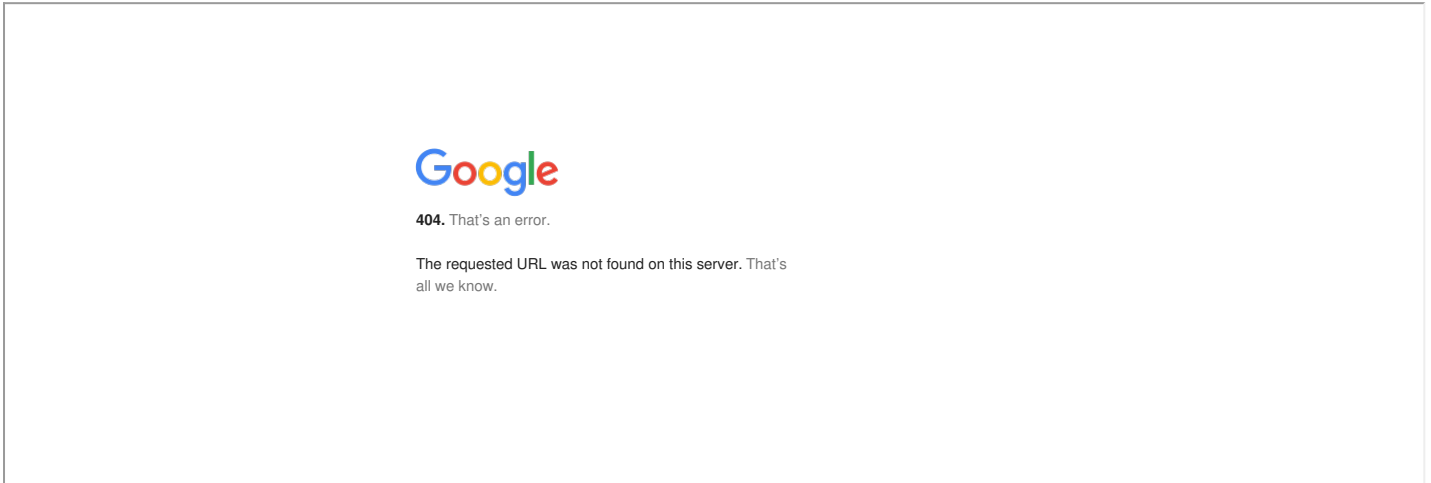 Google
404. That's an error.
The requested URL was not found on this server. That's
all we know.